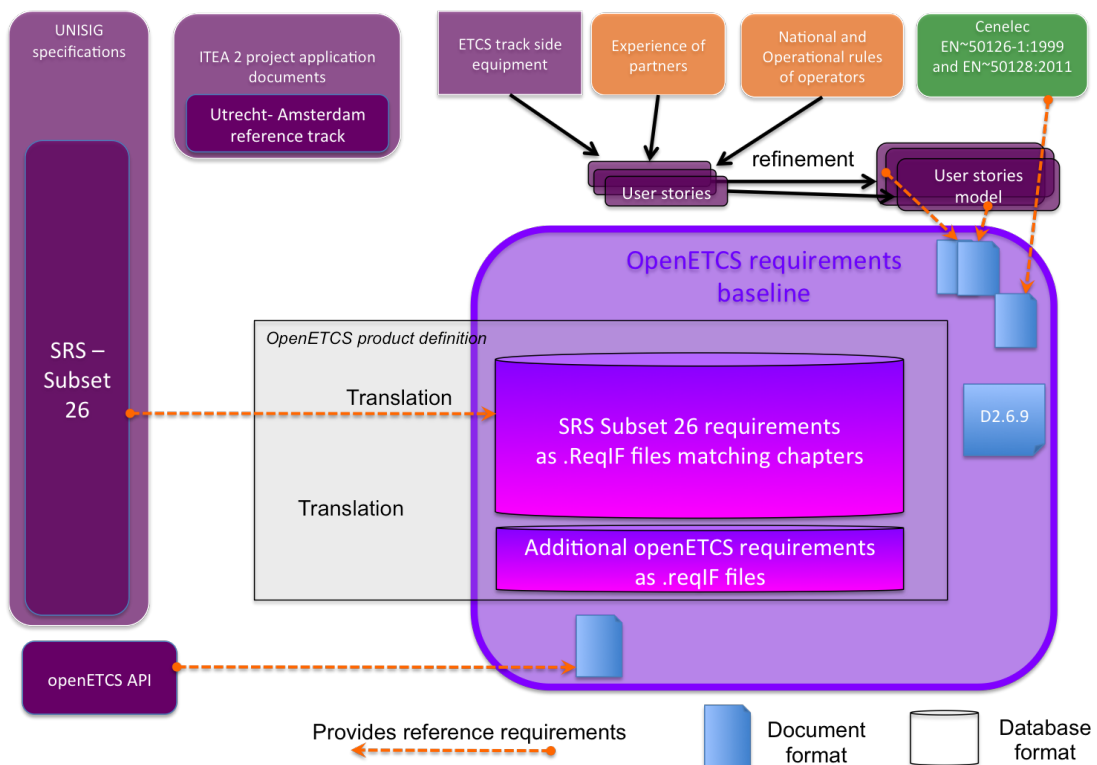 UNISIG
specifications
SRS –
Subset
26
ITEA 2 project application
documents
Utrecht- Amsterdam
reference track
ETCS track side
equipment
Experience of
partners
National and
Operational rules
of operators
Cenelec
EN~50126-1:1999
and EN~50128:2011
refinement
User stories
User stories
model
OpenETCS requirements
baseline
OpenETCS product definition
Translation
SRS Subset 26 requirements
as .ReqIF files matching chapters
D2.6.9
Translation
Additional openETCS requirements
as .reqIF files
openETCS API
Provides reference requirements
Document
format
Database
format